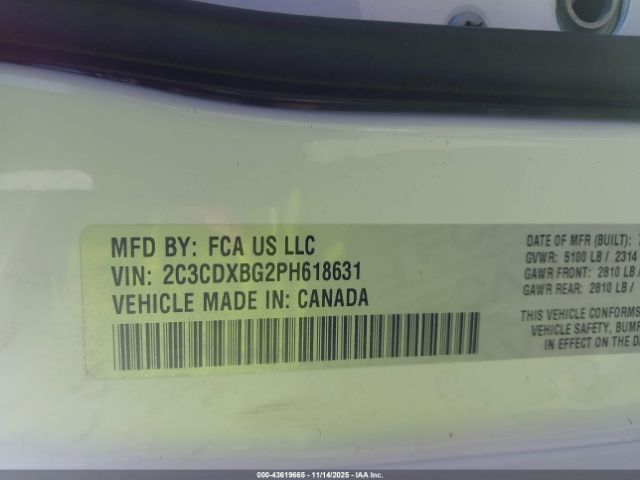 MFD BY: FCA US LLC
VIN: 2C3CDXBG2PH618631
VEHICLE MADE IN: CANADA
DATE OF MFR (BUILT):
GVWR: 5100 LB / 2314
GAWR FRONT: 2810 LB /
GAWR REAR: 2810 LB /
THIS VEHICLE CONFORMS
VEHICLE SAFETY, BUMP
IN EFFECT ON THE DA
000-43619665 - 11/14/2025 - IAA Inc.